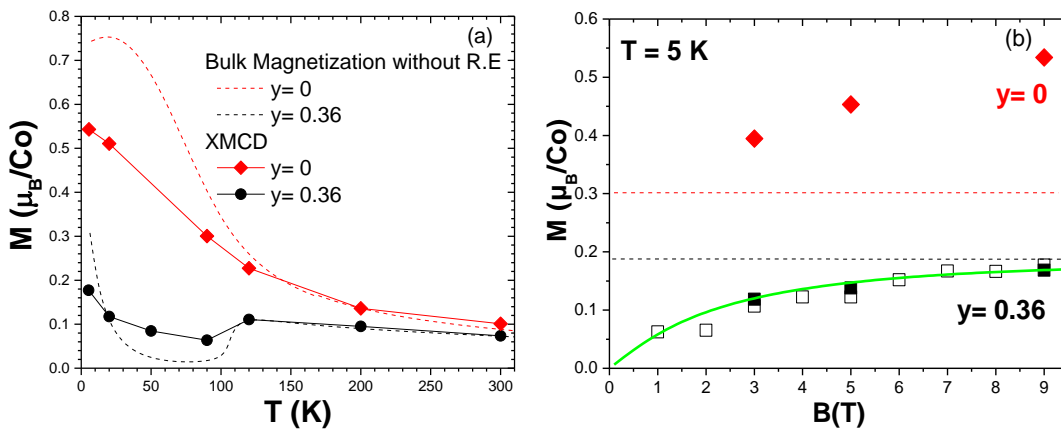 (a)
Bulk Magnetization without R.E
y= 0
y= 0.36
XMCD
y= 0
y= 0.36
M (μB/Co)
0.8
0.7
0.6
0.5
0.4
0.3
0.2
0.1
0.0
0 50 100 150 200 250 300
T (K)
(b)
T = 5 K
y= 0
y= 0.36
M (μB/Co)
0.6
0.5
0.4
0.3
0.2
0.1
0.0
0 1 2 3 4 5 6 7 8 9
B(T)